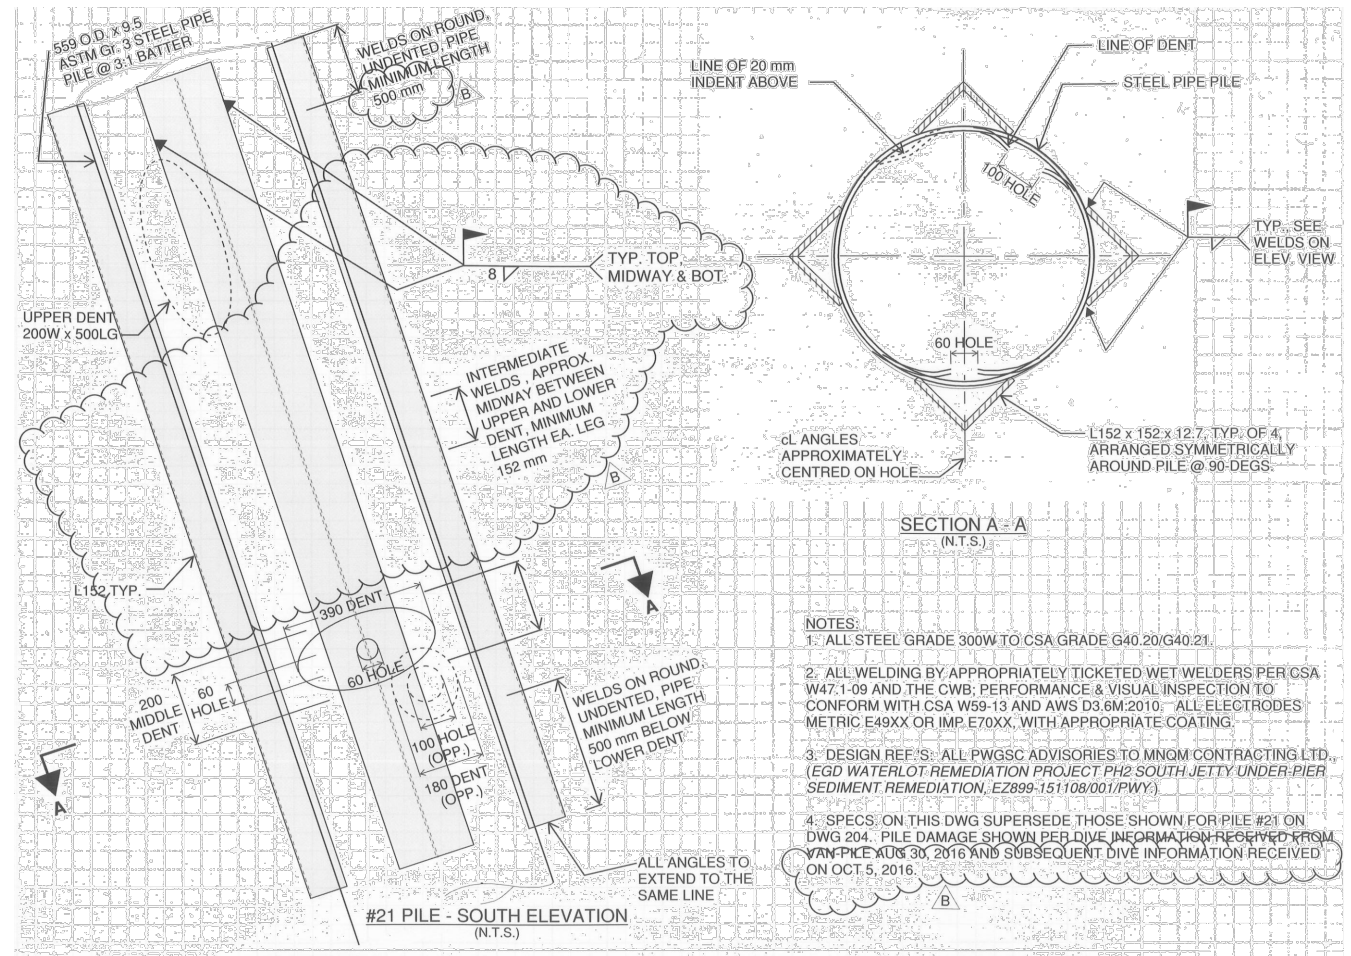 559 O.D. x 9.5
ASTM Gr. 3 STEEL PIPE
PILE @ 3:1 BATTER
WELDS ON ROUND,
UNDENTED, PIPE
MINIMUM LENGTH
500 mm
B
8
TYP. TOP,
MIDWAY & BOT.
UPPER DENT
200W x 500LG
INTERMEDIATE
WELDS , APPROX.
MIDWAY BETWEEN
UPPER AND LOWER
DENT, MINIMUM
LENGTH EA. LEG
152 mm
B
L152 TYP.
390 DENT
60 HOLE
200
MIDDLE
DENT
60
HOLE
100 HOLE
(OPP.)
180 DENT
(OPP.)
WELDS ON ROUND,
UNDENTED, PIPE
MINIMUM LENGTH
500 mm BELOW
LOWER DENT
A
A
ALL ANGLES TO
EXTEND TO THE
SAME LINE
#21 PILE - SOUTH ELEVATION
(N.T.S.)
LINE OF 20 mm
INDENT ABOVE
LINE OF DENT
STEEL PIPE PILE
100 HOLE
TYP., SEE
WELDS ON
ELEV. VIEW
60 HOLE
cL ANGLES
APPROXIMATELY
CENTRED ON HOLE
L152 x 152 x 12.7, TYP. OF 4,
ARRANGED SYMMETRICALLY
AROUND PILE @ 90-DEGS.
SECTION A - A
(N.T.S.)
NOTES:
1. ALL STEEL GRADE 300W TO CSA GRADE G40.20/G40.21.
2. ALL WELDING BY APPROPRIATELY TICKETED WET WELDERS PER CSA
W47.1-09 AND THE CWB; PERFORMANCE & VISUAL INSPECTION TO
CONFORM WITH CSA W59-13 AND AWS D3.6M:2010. ALL ELECTRODES
METRIC E49XX OR IMP E70XX, WITH APPROPRIATE COATING.
3. DESIGN REF.'S: ALL PWGSC ADVISORIES TO MNQM CONTRACTING LTD.,
(EGD WATERLOT REMEDIATION PROJECT PH2 SOUTH JETTY UNDER-PIER
SEDIMENT REMEDIATION, EZ899-151108/001/PWY.)
4. SPECS. ON THIS DWG SUPERSEDE THOSE SHOWN FOR PILE #21 ON
DWG 204. PILE DAMAGE SHOWN PER DIVE INFORMATION RECEIVED FROM
VAN-PILE AUG 30, 2016 AND SUBSEQUENT DIVE INFORMATION RECEIVED
ON OCT 5, 2016.
B